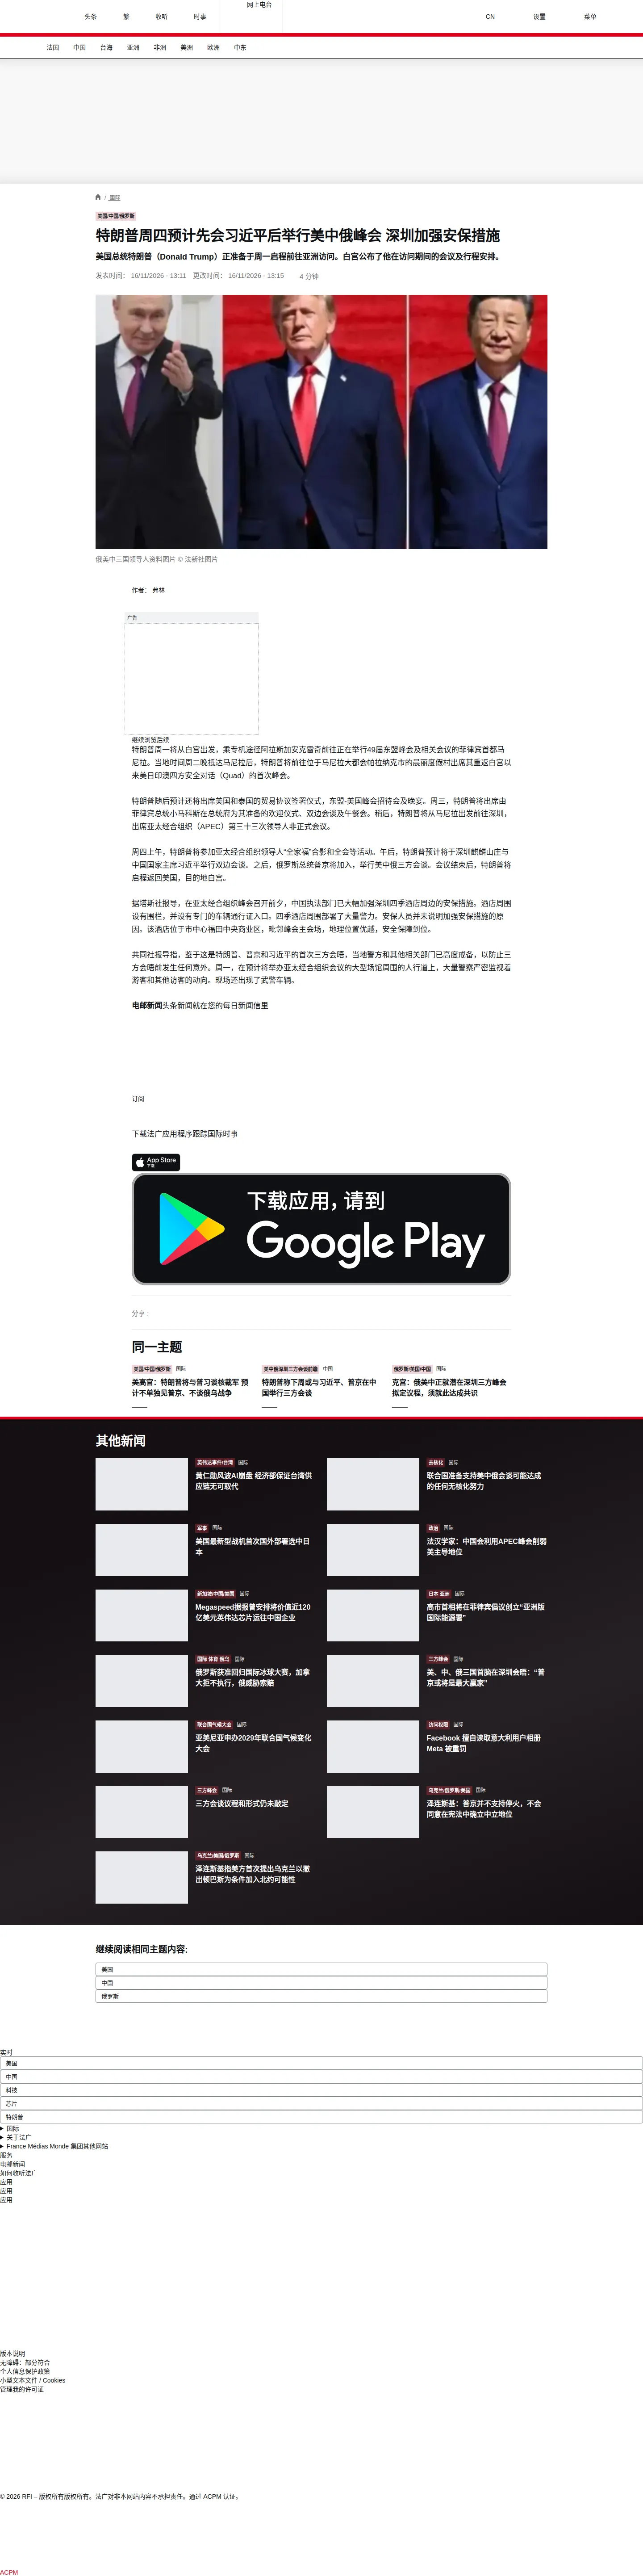 头条
繁
收听
时事
网上电台
CN
设置
菜单
法国
中国
台海
亚洲
非洲
美洲
欧洲
中东
/ 国际
美国/中国/俄罗斯
特朗普周四预计先会习近平后举行美中俄峰会 深圳加强安保措施
美国总统特朗普（Donald Trump）正准备于周一启程前往亚洲访问。白宫公布了他在访问期间的会议及行程安排。
发表时间： 16/11/2026 - 13:11 更改时间： 16/11/2026 - 13:15
4 分钟
俄美中三国领导人资料图片 © 法新社图片
作者： 弗林
广告
继续浏览后续
特朗普周一将从白宫出发，乘专机途径阿拉斯加安克雷奇前往正在举行49届东盟峰会及相关会议的菲律宾首都马
尼拉。当地时间周二晚抵达马尼拉后，特朗普将前往位于马尼拉大都会帕拉纳克市的晨丽度假村出席其重返白宫以
来美日印澳四方安全对话（Quad）的首次峰会。
特朗普随后预计还将出席美国和泰国的贸易协议签署仪式，东盟-美国峰会招待会及晚宴。周三，特朗普将出席由
菲律宾总统小马科斯在总统府为其准备的欢迎仪式、双边会谈及午餐会。稍后，特朗普将从马尼拉出发前往深圳，
出席亚太经合组织（APEC）第三十三次领导人非正式会议。
周四上午，特朗普将参加亚太经合组织领导人“全家福”合影和全会等活动。午后，特朗普预计将于深圳麒麟山庄与
中国国家主席习近平举行双边会谈。之后，俄罗斯总统普京将加入，举行美中俄三方会谈。会议结束后，特朗普将
启程返回美国，目的地白宫。
据塔斯社报导，在亚太经合组织峰会召开前夕，中国执法部门已大幅加强深圳四季酒店周边的安保措施。酒店周围
设有围栏，并设有专门的车辆通行证入口。四季酒店周围部署了大量警力。安保人员并未说明加强安保措施的原
因。该酒店位于市中心福田中央商业区，毗邻峰会主会场，地理位置优越，安全保障到位。
共同社报导指，鉴于这是特朗普、普京和习近平的首次三方会晤，当地警方和其他相关部门已高度戒备，以防止三
方会晤前发生任何意外。周一，在预计将举办亚太经合组织会议的大型场馆周围的人行道上，大量警察严密监视着
游客和其他访客的动向。现场还出现了武警车辆。
电邮新闻头条新闻就在您的每日新闻信里
订阅
下载法广应用程序跟踪国际时事
App Store
下载
下载应用，请到
Google Play
分享 :
同一主题
美国/中国/俄罗斯 国际
美高官：特朗普将与普习谈核裁军 预
计不单独见普京、不谈俄乌战争
美中俄深圳三方会谈前瞻 中国
特朗普称下周或与习近平、普京在中
国举行三方会谈
俄罗斯/美国/中国 国际
克宫：俄美中正就潜在深圳三方峰会
拟定议程，须就此达成共识
其他新闻
英伟达事件/台湾 国际
黄仁勋风波AI崩盘 经济部保证台湾供
应链无可取代
去核化 国际
联合国准备支持美中俄会谈可能达成
的任何无核化努力
军事 国际
美国最新型战机首次国外部署选中日
本
政治 国际
法汉学家：中国会利用APEC峰会削弱
美主导地位
新加坡/中国/美国 国际
Megaspeed据报普安排将价值近120
亿美元英伟达芯片运往中国企业
日本 亚洲 国际
高市首相将在菲律宾倡议创立“亚洲版
国际能源署”
国际 体育 俄乌 国际
俄罗斯获准回归国际冰球大赛，加拿
大拒不执行，俄威胁索赔
三方峰会 国际
美、中、俄三国首脑在深圳会晤：“普
京或将是最大赢家”
联合国气候大会 国际
亚美尼亚申办2029年联合国气候变化
大会
访问权限 国际
Facebook 擅自读取意大利用户相册
Meta 被重罚
三方峰会 国际
三方会谈议程和形式仍未敲定
乌克兰/俄罗斯/美国 国际
泽连斯基：普京并不支持停火，不会
同意在宪法中确立中立地位
乌克兰/美国/俄罗斯 国际
泽连斯基指美方首次提出乌克兰以撤
出顿巴斯为条件加入北约可能性
继续阅读相同主题内容:
美国
中国
俄罗斯
实时
美国
中国
科技
芯片
特朗普
国际
关于法广
France Médias Monde 集团其他网站
服务
电邮新闻
如何收听法广
应用
应用
应用
版本说明
无障碍：部分符合
个人信息保护政策
小型文本文件 / Cookies
管理我的许可证
© 2026 RFI – 版权所有版权所有。法广对非本网站内容不承担责任。通过 ACPM 认证。
ACPM